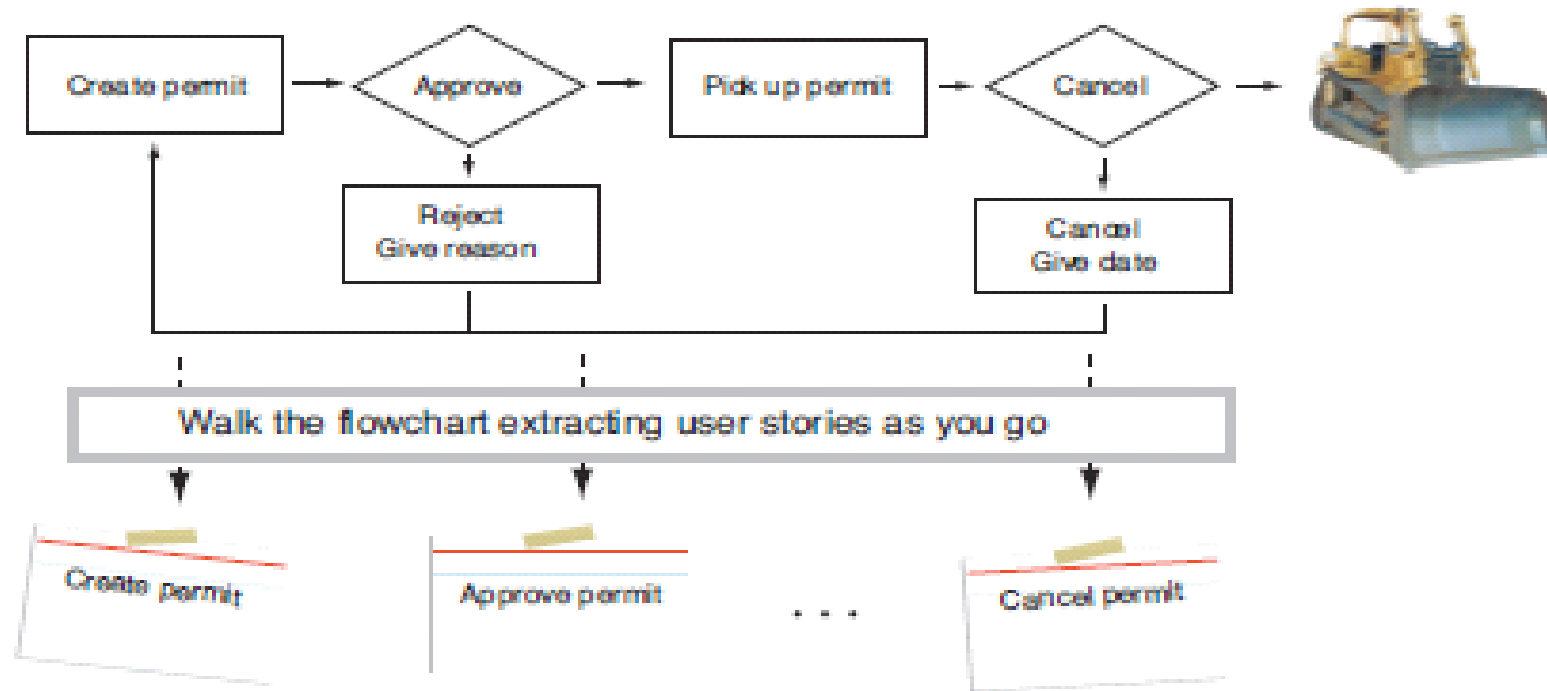 Create permit
Approve
Pick up permit
Cancel
Reject
Give reason
Cancel
Give date
Walk the flowchart extracting user stories as you go
Create permit
Approve permit
. . .
Cancel permit